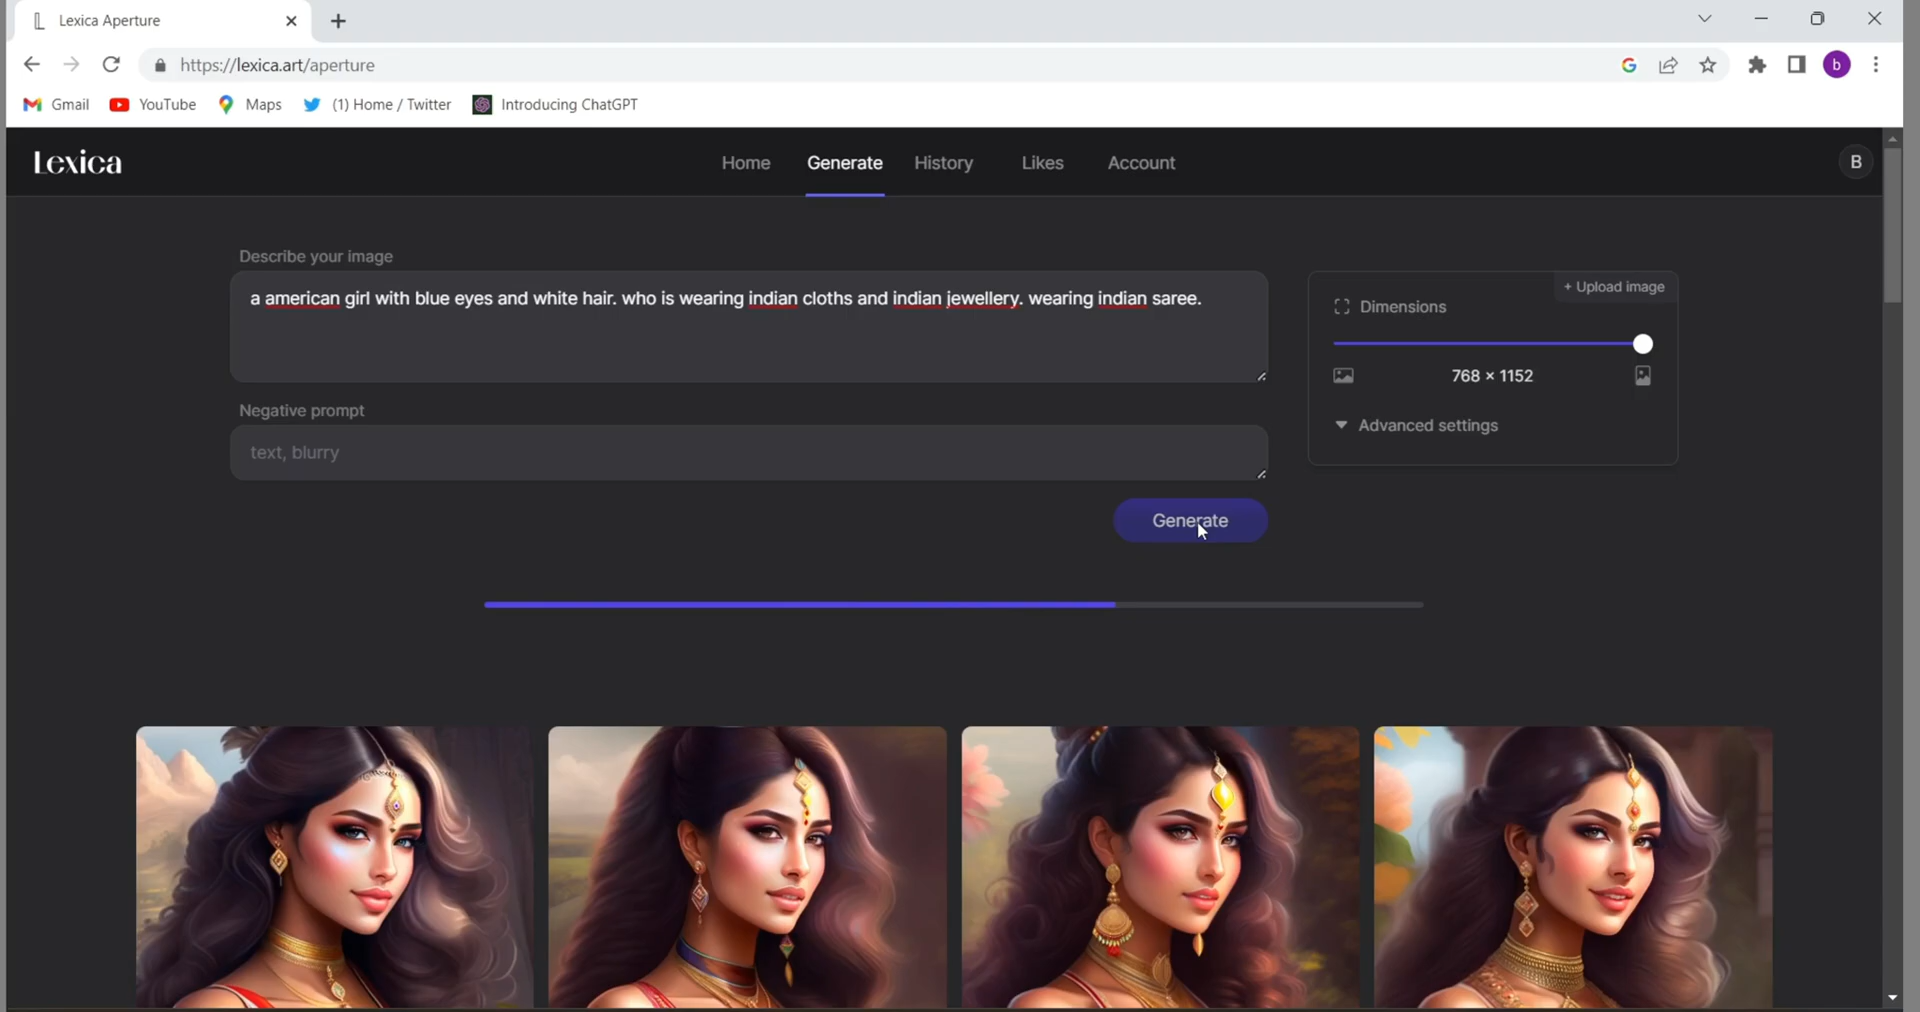 Lexica Aperture
https://lexica.art/aperture
Gmail
YouTube
Maps
(1) Home / Twitter
Introducing ChatGPT
b
Lexica
Home
Generate
History
Likes
Account
B
Describe your image
a american girl with blue eyes and white hair. who is wearing indian cloths and indian jewellery. wearing indian saree.
+ Upload image
Dimensions
768 × 1152
Advanced settings
Negative prompt
text, blurry
Generate